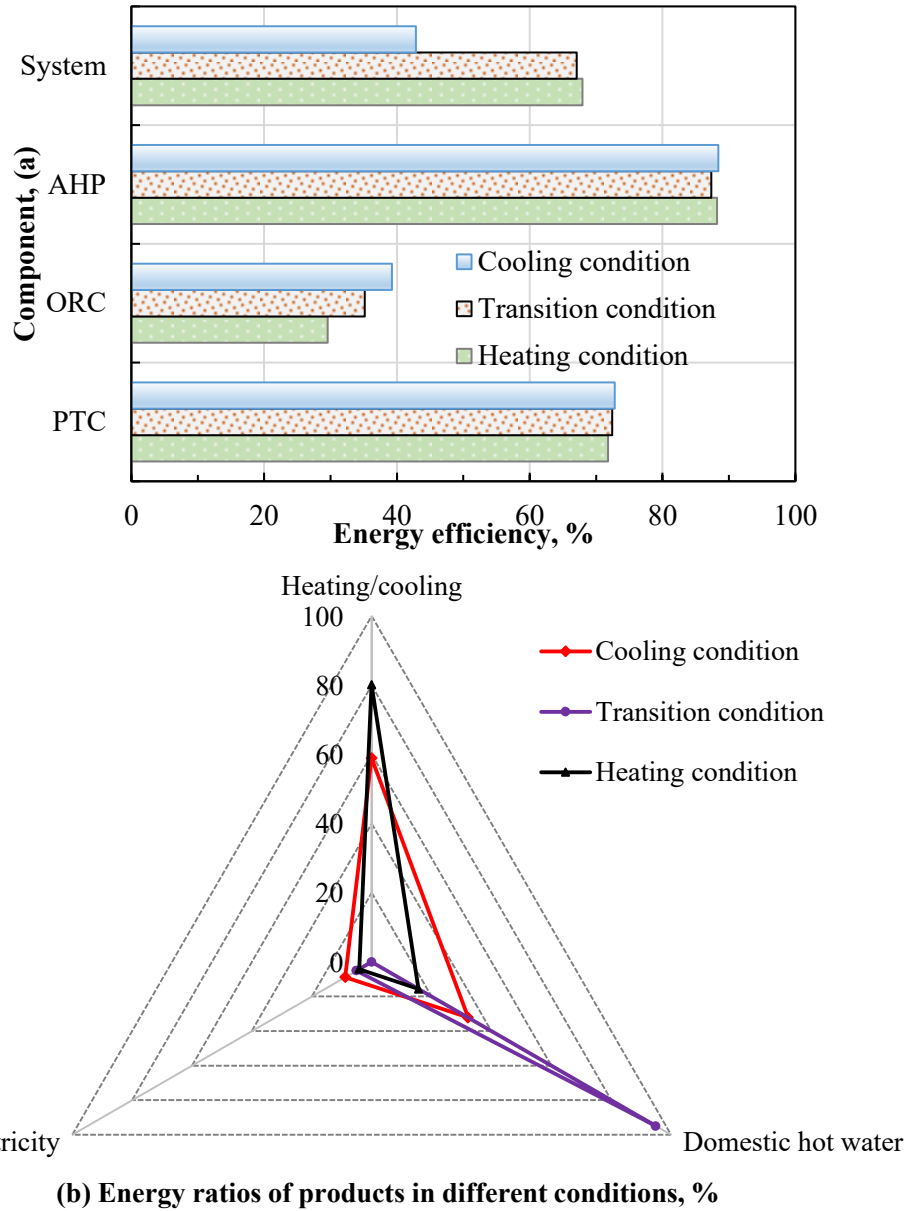 System
AHP
ORC
PTC
Component, (a)
Cooling condition
Transition condition
Heating condition
0 20 40 60 80 100
Energy efficiency, %
Heating/cooling
100
80
60
40
20
0
Cooling condition
Transition condition
Heating condition
tricity
Domestic hot water
(b) Energy ratios of products in different conditions, %